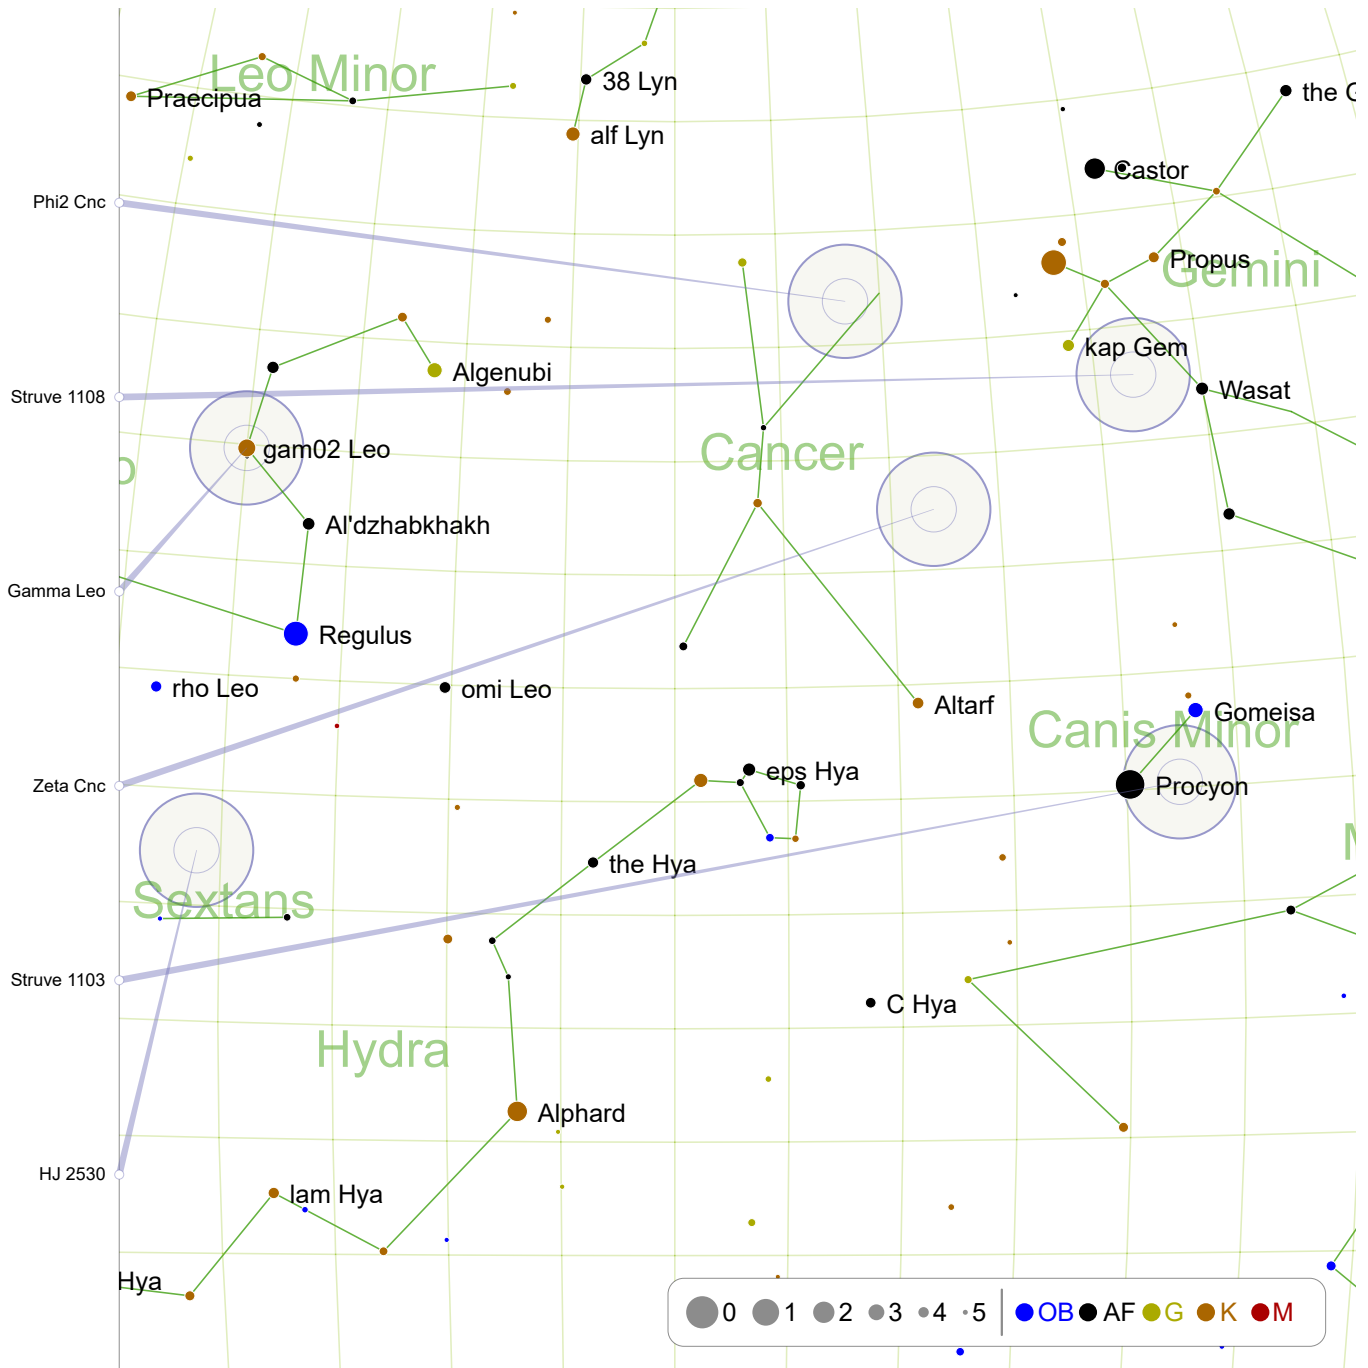 Leo Minor
38 Lyn
the G
Praecipua
alf Lyn
Castor
Phi2 Cnc
Propus
Gemini
kap Gem
Algenubi
Struve 1108
Wasat
gam02 Leo
Cancer
o
Al'dzhabkhakh
Gamma Leo
Regulus
rho Leo
omi Leo
Altarf
Gomeisa
Canis Minor
eps Hya
Zeta Cnc
Procyon
M
the Hya
Sextans
Struve 1103
C Hya
Hydra
Alphard
HJ 2530
lam Hya
Hya
0 1 2 3 4 5 OB AF G K M